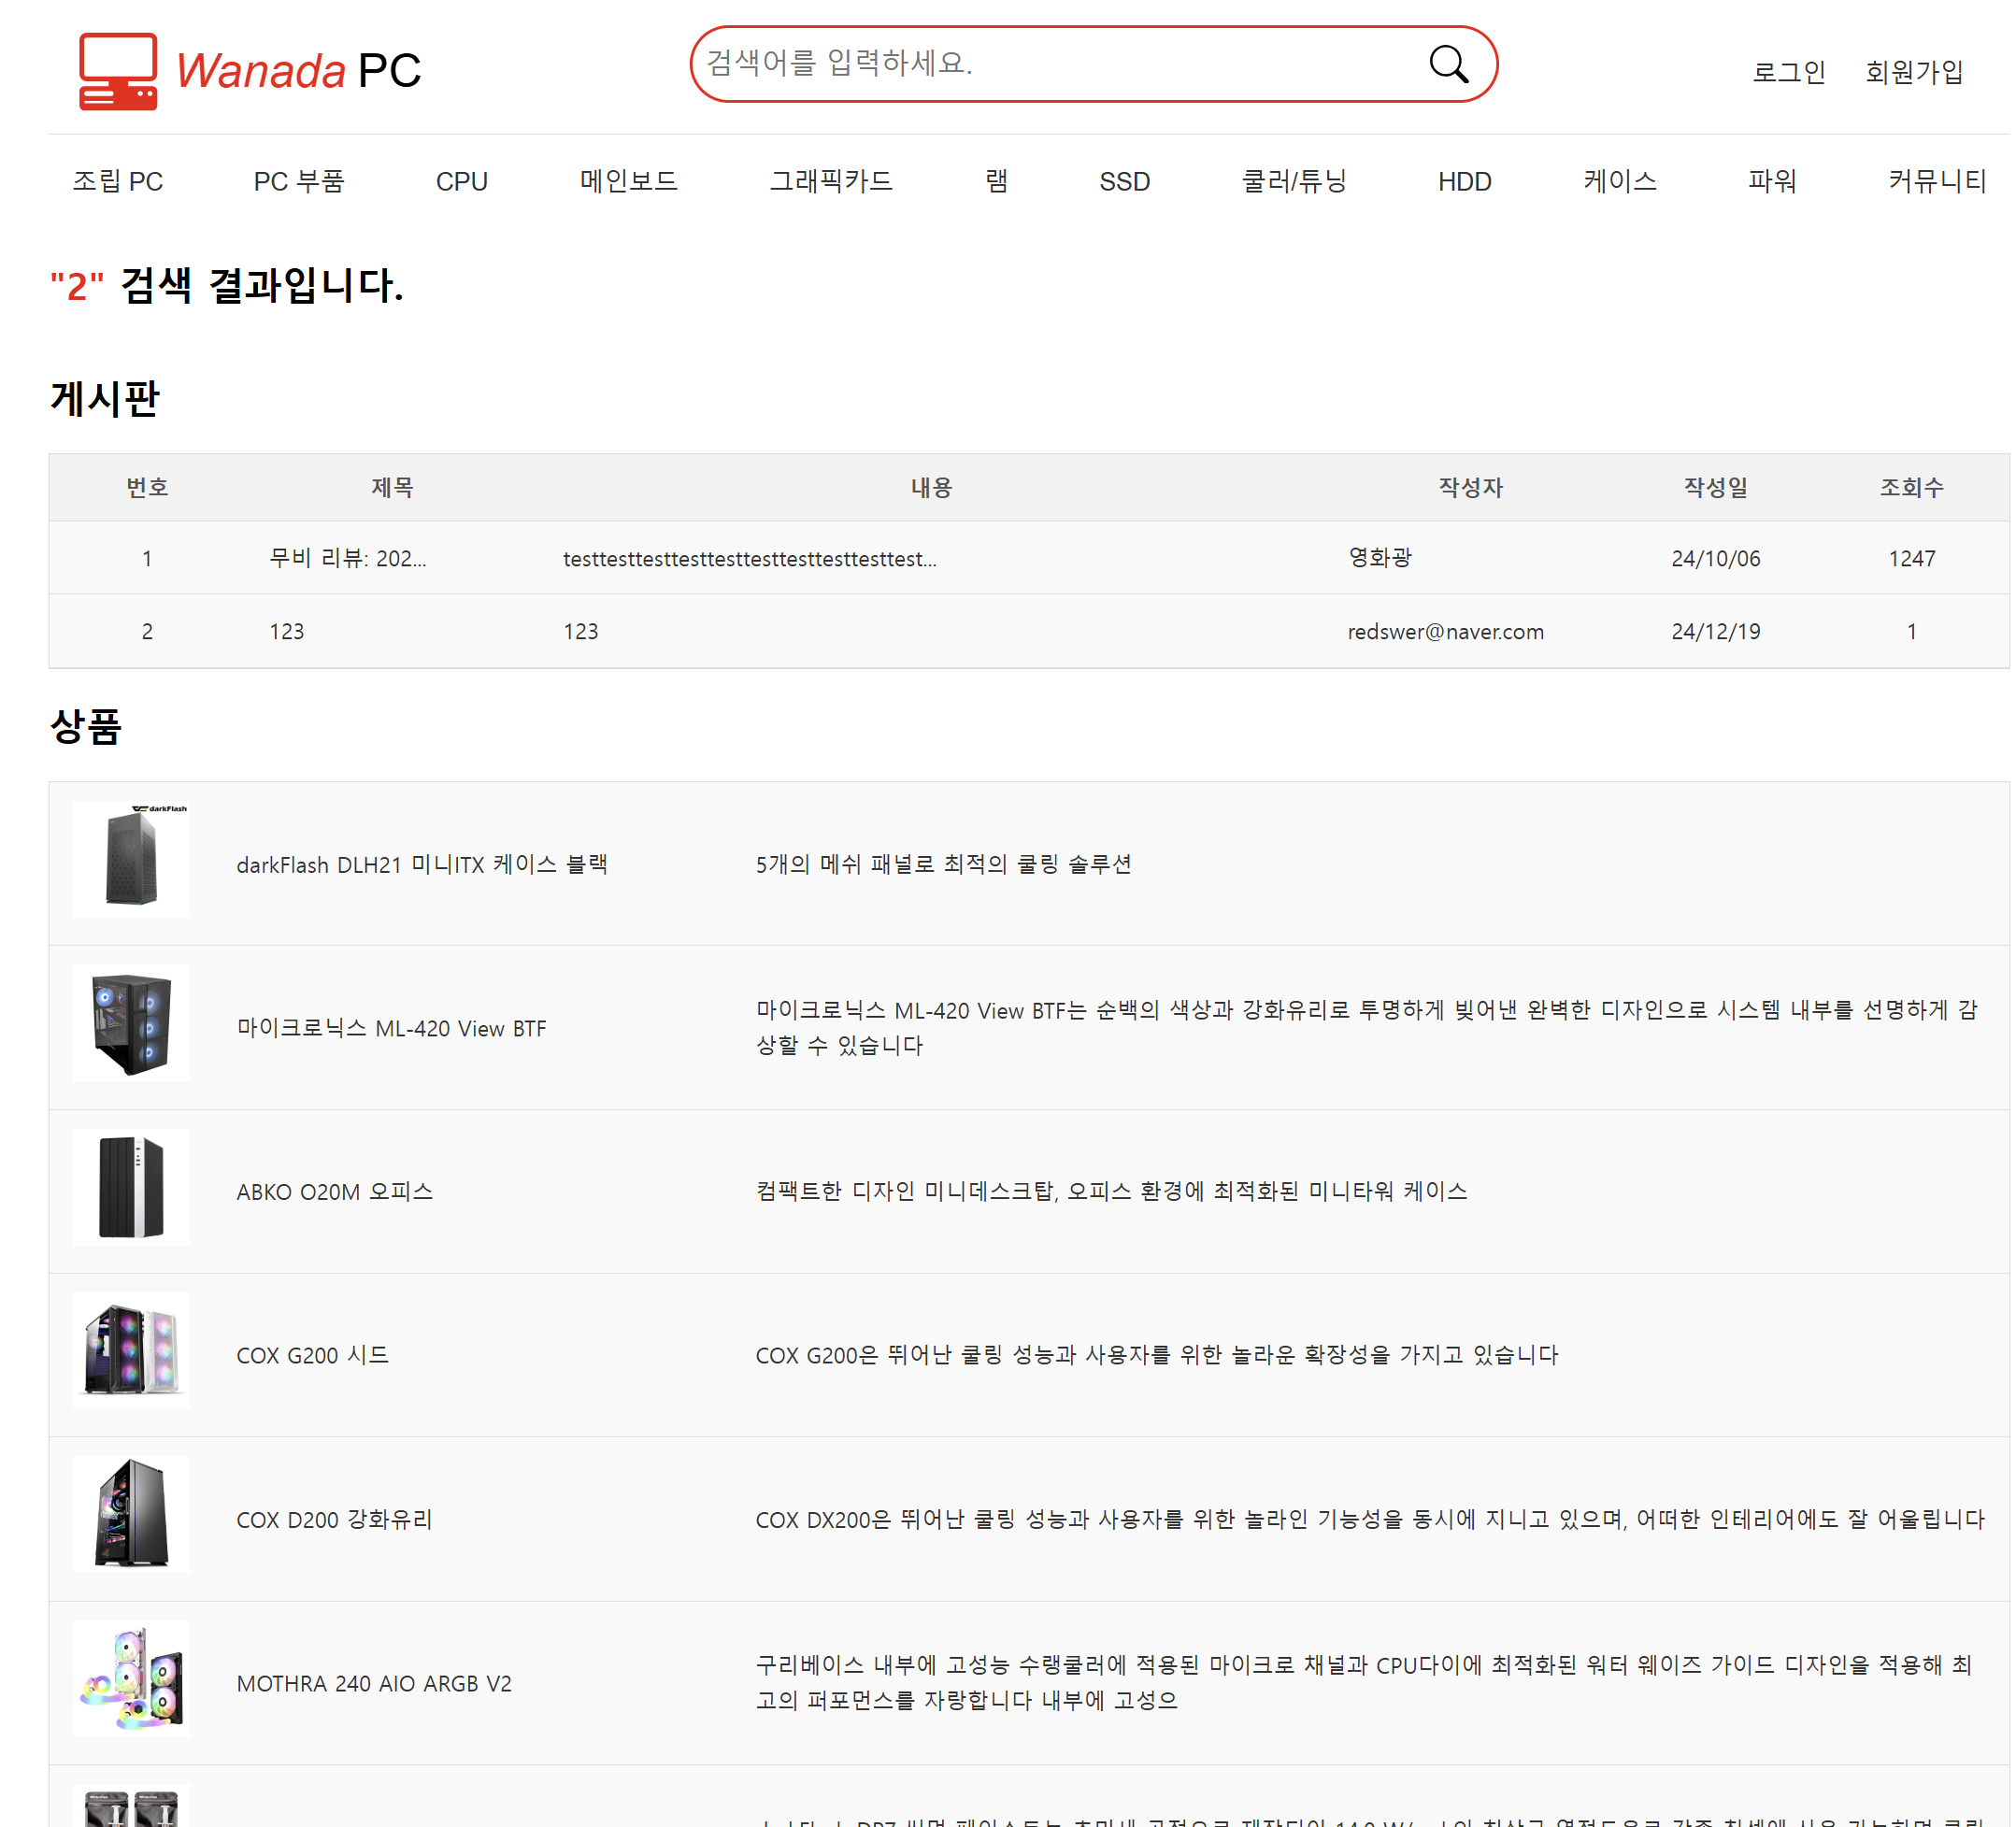 Wanada PC
검색어를 입력하세요.
로그인 회원가입
조립 PC PC 부품 CPU 메인보드 그래픽카드 램 SSD 쿨러/튜닝 HDD 케이스 파워 커뮤니티
"2" 검색 결과입니다.
게시판
번호 제목 내용 작성자 작성일 조회수
1 무비 리뷰: 202... testtesttesttesttesttesttesttesttesttest... 영화광 24/10/06 1247
2 123 123 redswer@naver.com 24/12/19 1
상품
darkFlash
darkFlash DLH21 미니ITX 케이스 블랙
5개의 메쉬 패널로 최적의 쿨링 솔루션
마이크로닉스 ML-420 View BTF
마이크로닉스 ML-420 View BTF는 순백의 색상과 강화유리로 투명하게 빚어낸 완벽한 디자인으로 시스템 내부를 선명하게 감
상할 수 있습니다
ABKO O20M 오피스
컴팩트한 디자인 미니데스크탑, 오피스 환경에 최적화된 미니타워 케이스
COX G200 시드
COX G200은 뛰어난 쿨링 성능과 사용자를 위한 놀라운 확장성을 가지고 있습니다
COX D200 강화유리
COX DX200은 뛰어난 쿨링 성능과 사용자를 위한 놀라인 기능성을 동시에 지니고 있으며, 어떠한 인테리어에도 잘 어울립니다
MOTHRA 240 AIO ARGB V2
구리베이스 내부에 고성능 수랭쿨러에 적용된 마이크로 채널과 CPU다이에 최적화된 워터 웨이즈 가이드 디자인을 적용해 최
고의 퍼포먼스를 자랑합니다 내부에 고성으